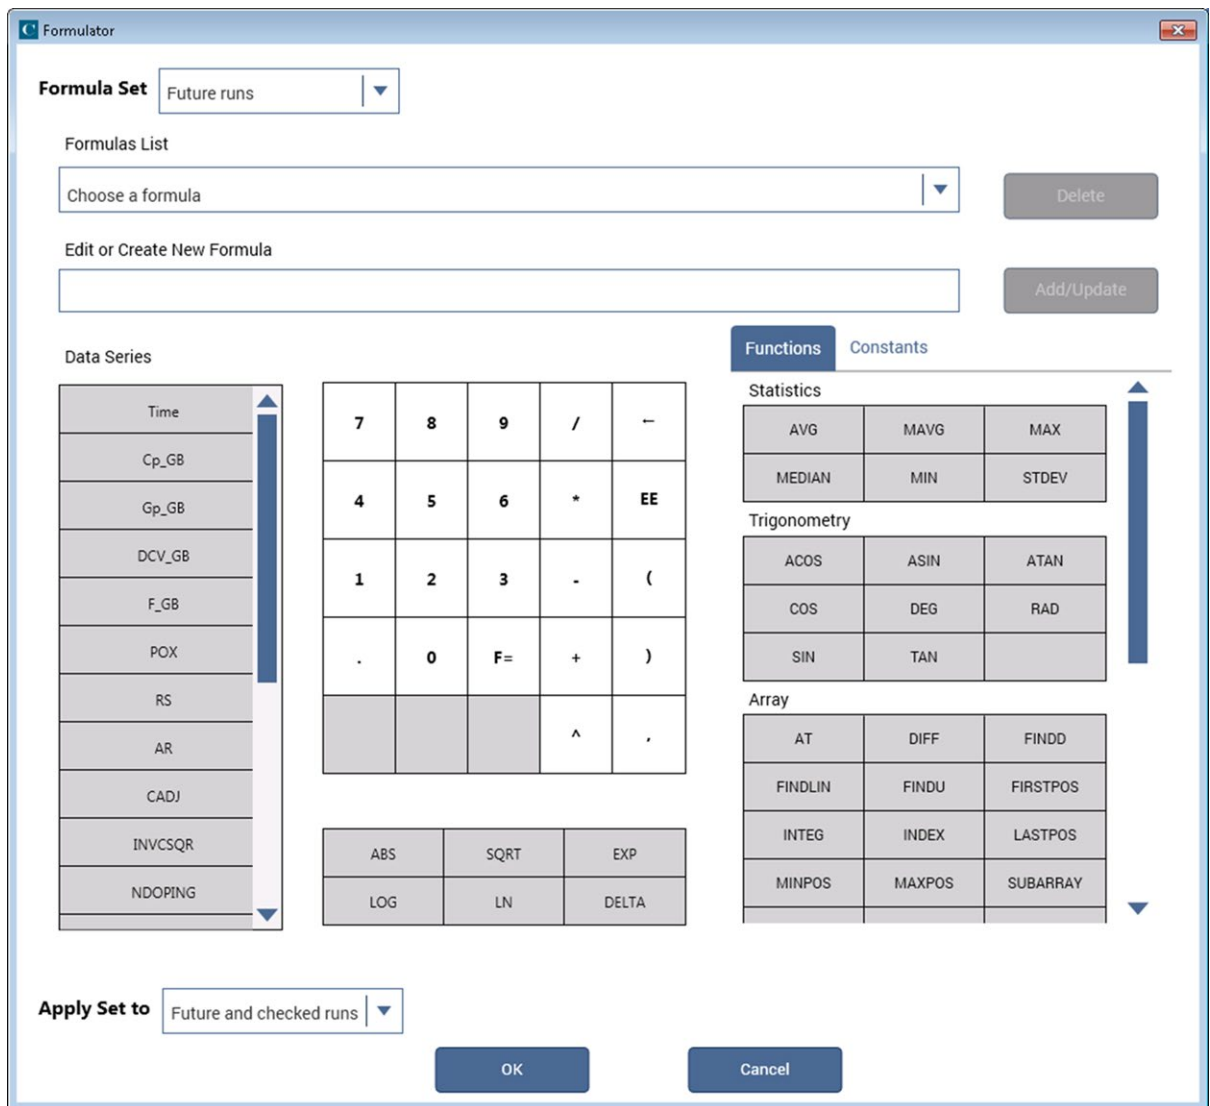 Formulator
Formula Set Future runs
Formulas List
Choose a formula
Delete
Edit or Create New Formula
Add/Update
Data Series
Time
Cp_GB
Gp_GB
DCV_GB
F_GB
POX
RS
AR
CADJ
INVCSQR
NDOPING
7 8 9 / ←
4 5 6 * EE
1 2 3 - (
. 0 F= + )
^ ,
ABS SQRT EXP
LOG LN DELTA
Functions Constants
Statistics
AVG MAVG MAX
MEDIAN MIN STDEV
Trigonometry
ACOS ASIN ATAN
COS DEG RAD
SIN TAN
Array
AT DIFF FINDD
FINDLIN FINDU FIRSTPOS
INTEG INDEX LASTPOS
MINPOS MAXPOS SUBARRAY
Apply Set to Future and checked runs
OK Cancel